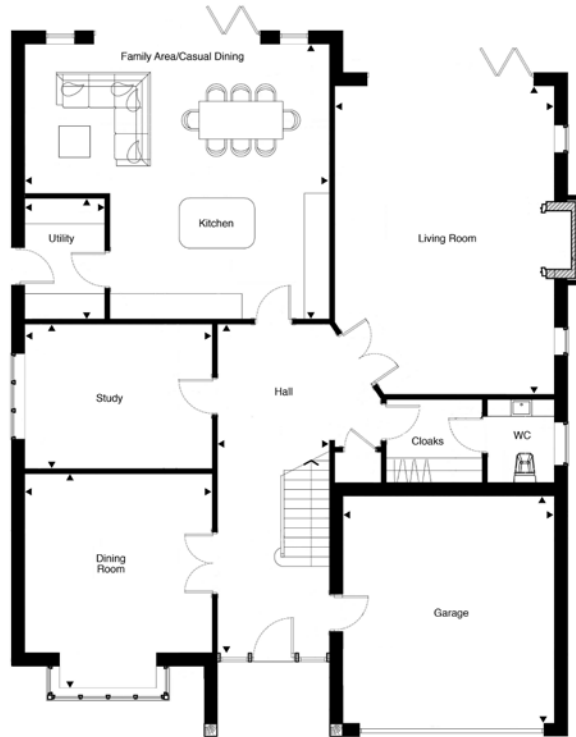 Family Area/Casual Dining
Kitchen
Utility
Living Room
Study
Hall
Cloaks
WC
Dining
Room
Garage